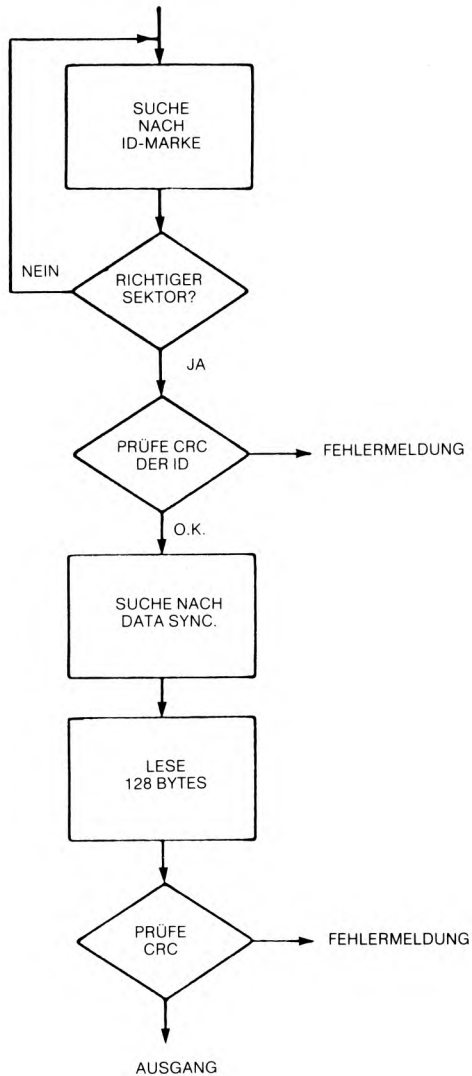 SUCHE
NACH
ID-MARKE
NEIN
RICHTIGER
SEKTOR?
JA
PRÜFE CRC
DER ID
FEHLERMELDUNG
O.K.
SUCHE NACH
DATA SYNC.
LESE
128 BYTES
PRÜFE
CRC
FEHLERMELDUNG
AUSGANG